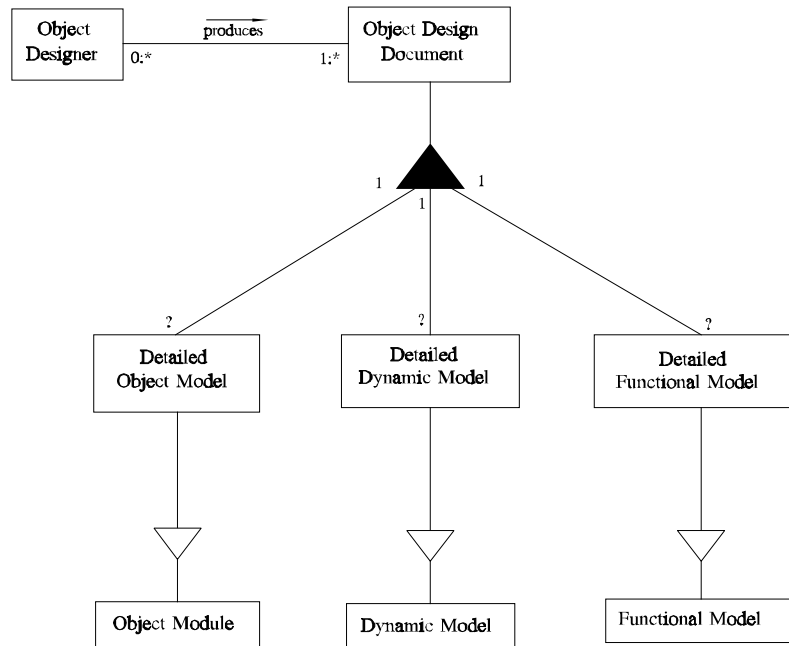 Object
Designer
produces
0:*
1:*
Object Design
Document
1
1
1
?
?
?
Detailed
Object Model
Detailed
Dynamic Model
Detailed
Functional Model
Object Module
Dynamic Model
Functional Model